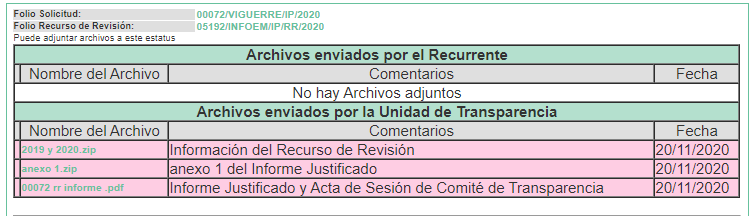 Folio Solicitud: 00072/VIGUERRE/IP/2020
Folio Recurso de Revisión: 05192/INFOEM/IP/RR/2020
Puede adjuntar archivos a este estatus
Archivos enviados por el Recurrente
Nombre del Archivo Comentarios Fecha
No hay Archivos adjuntos
Archivos enviados por la Unidad de Transparencia
Nombre del Archivo Comentarios Fecha
2019 y 2020.zip Información del Recurso de Revisión 20/11/2020
anexo 1.zip anexo 1 del Informe Justificado 20/11/2020
00072 rr informe .pdf Informe Justificado y Acta de Sesión de Comité de Transparencia 20/11/2020